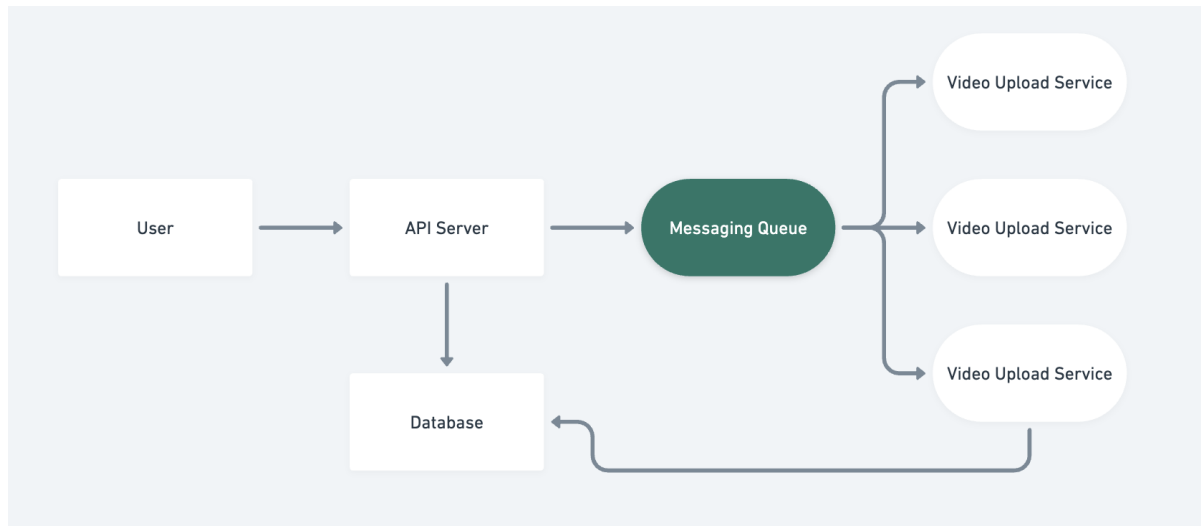 Video Upload Service
User
API Server
Messaging Queue
Video Upload Service
Video Upload Service
Database